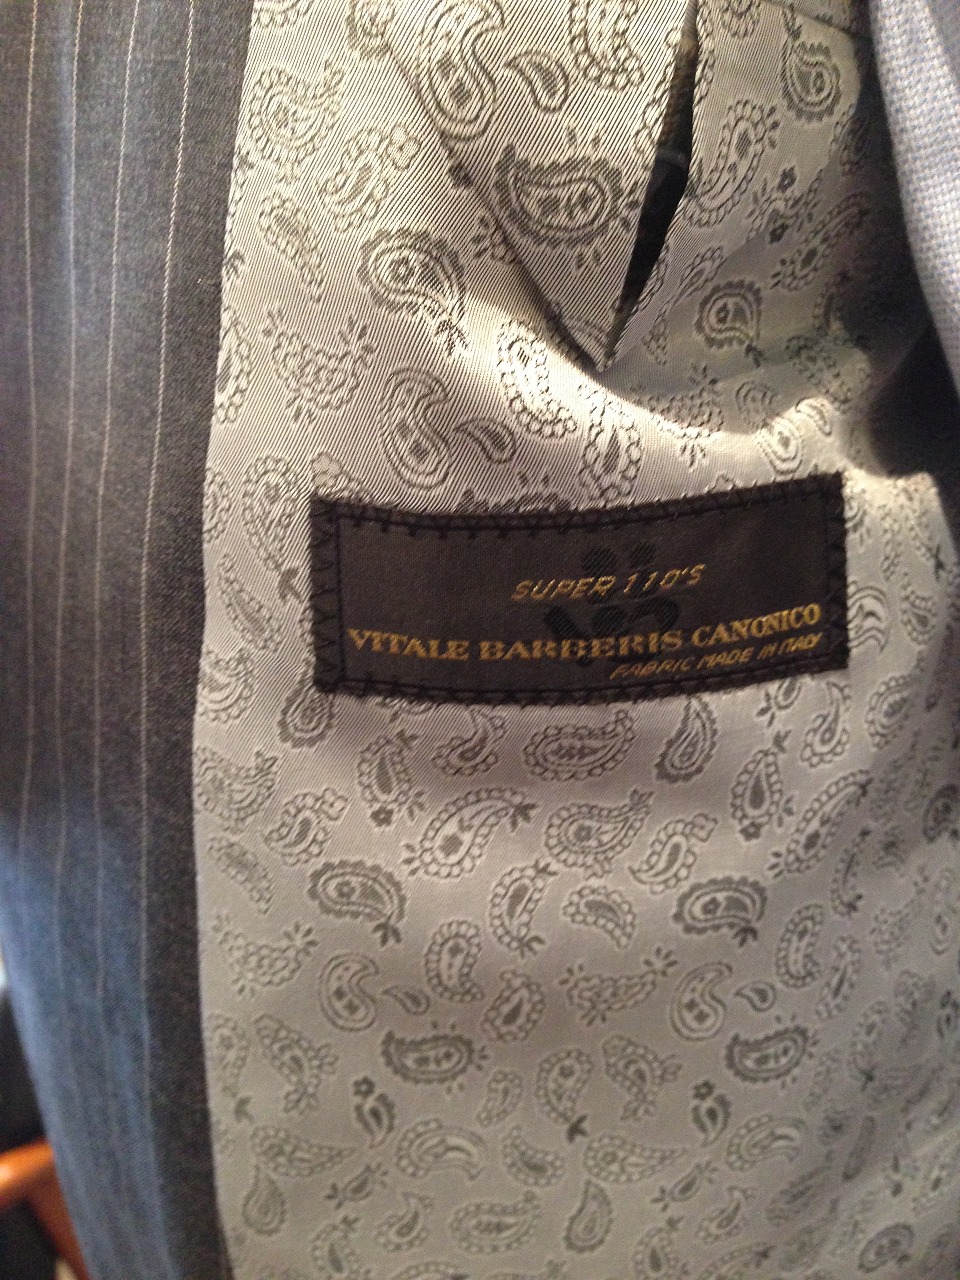 SUPER 110'S
VITALE BARBERIS CANONICO
FABRIC MADE IN ITALY